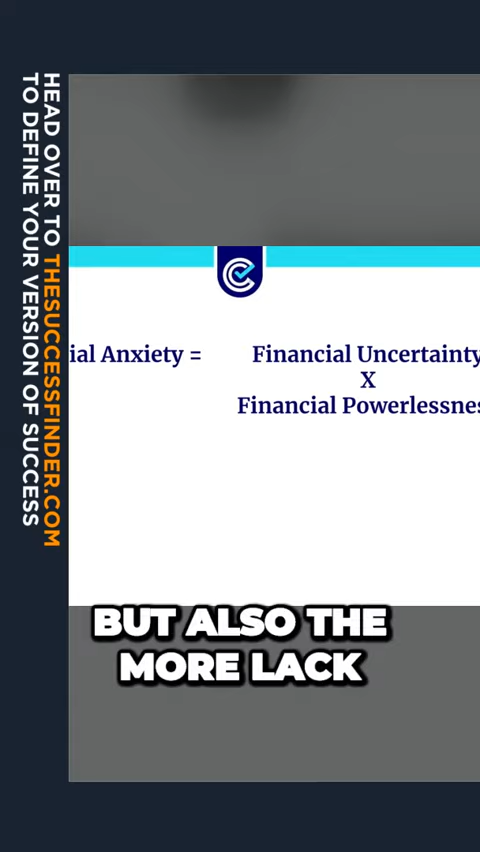 HEAD OVER TO THESUCCESSFINDER.COM
TO DEFINE YOUR VERSION OF SUCCESS
ial Anxiety =
Financial Uncertainty
X
Financial Powerlessnes
BUT ALSO THE
MORE LACK